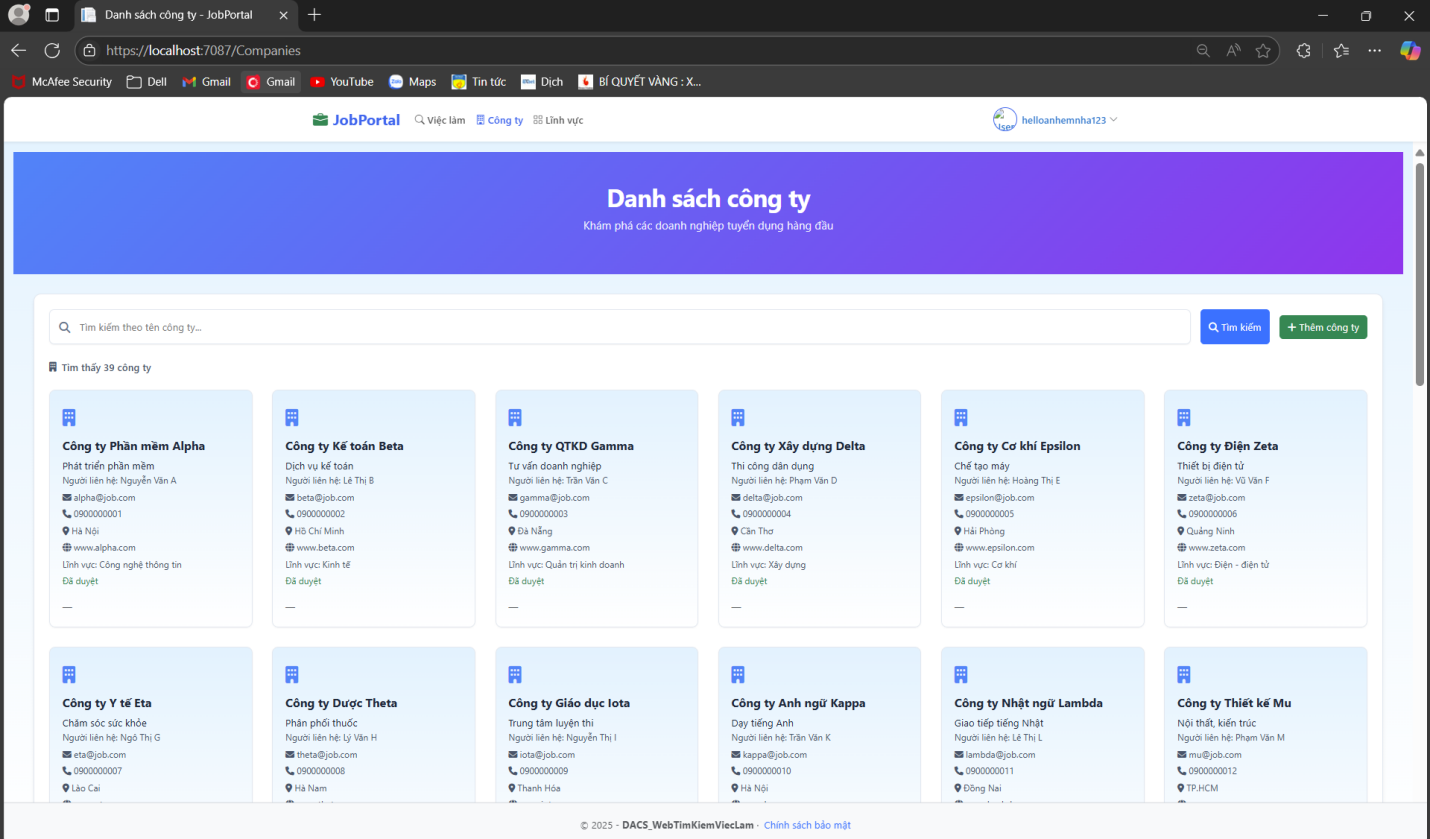 Danh sách công ty - JobPortal
https://localhost:7087/Companies
McAfee Security Dell Gmail Gmail YouTube Maps Tin tức Dịch BÍ QUYẾT VÀNG : X...
JobPortal Việc làm Công ty Lĩnh vực helloanhemnha123
Danh sách công ty
Khám phá các doanh nghiệp tuyển dụng hàng đầu
Tìm kiếm theo tên công ty... Tìm kiếm + Thêm công ty
Tìm thấy 39 công ty
Công ty Phần mềm Alpha
Phát triển phần mềm
Người liên hệ: Nguyễn Văn A
alpha@job.com
0900000001
Hà Nội
www.alpha.com
Lĩnh vực: Công nghệ thông tin
Đã duyệt
—
Công ty Kế toán Beta
Dịch vụ kế toán
Người liên hệ: Lê Thị B
beta@job.com
0900000002
Hồ Chí Minh
www.beta.com
Lĩnh vực: Kinh tế
Đã duyệt
—
Công ty QTKD Gamma
Tư vấn doanh nghiệp
Người liên hệ: Trần Văn C
gamma@job.com
0900000003
Đà Nẵng
www.gamma.com
Lĩnh vực: Quản trị kinh doanh
Đã duyệt
—
Công ty Xây dựng Delta
Thi công dân dụng
Người liên hệ: Phạm Văn D
delta@job.com
0900000004
Cần Thơ
www.delta.com
Lĩnh vực: Xây dựng
Đã duyệt
—
Công ty Cơ khí Epsilon
Chế tạo máy
Người liên hệ: Hoàng Thị E
epsilon@job.com
0900000005
Hải Phòng
www.epsilon.com
Lĩnh vực: Cơ khí
Đã duyệt
—
Công ty Điện Zeta
Thiết bị điện tử
Người liên hệ: Vũ Văn F
zeta@job.com
0900000006
Quảng Ninh
www.zeta.com
Lĩnh vực: Điện - điện tử
Đã duyệt
—
Công ty Y tế Eta
Chăm sóc sức khỏe
Người liên hệ: Ngô Thị G
eta@job.com
0900000007
Lào Cai
Công ty Dược Theta
Phân phối thuốc
Người liên hệ: Lý Văn H
theta@job.com
0900000008
Hà Nam
Công ty Giáo dục Iota
Trung tâm luyện thi
Người liên hệ: Nguyễn Thị I
iota@job.com
0900000009
Thanh Hóa
Công ty Anh ngữ Kappa
Dạy tiếng Anh
Người liên hệ: Trần Văn K
kappa@job.com
0900000010
Hà Nội
Công ty Nhật ngữ Lambda
Giao tiếp tiếng Nhật
Người liên hệ: Lê Thị L
lambda@job.com
0900000011
Đồng Nai
Công ty Thiết kế Mu
Nội thất, kiến trúc
Người liên hệ: Phạm Văn M
mu@job.com
0900000012
TP.HCM
© 2025 - DACS_WebTimKiemViecLam · Chính sách bảo mật